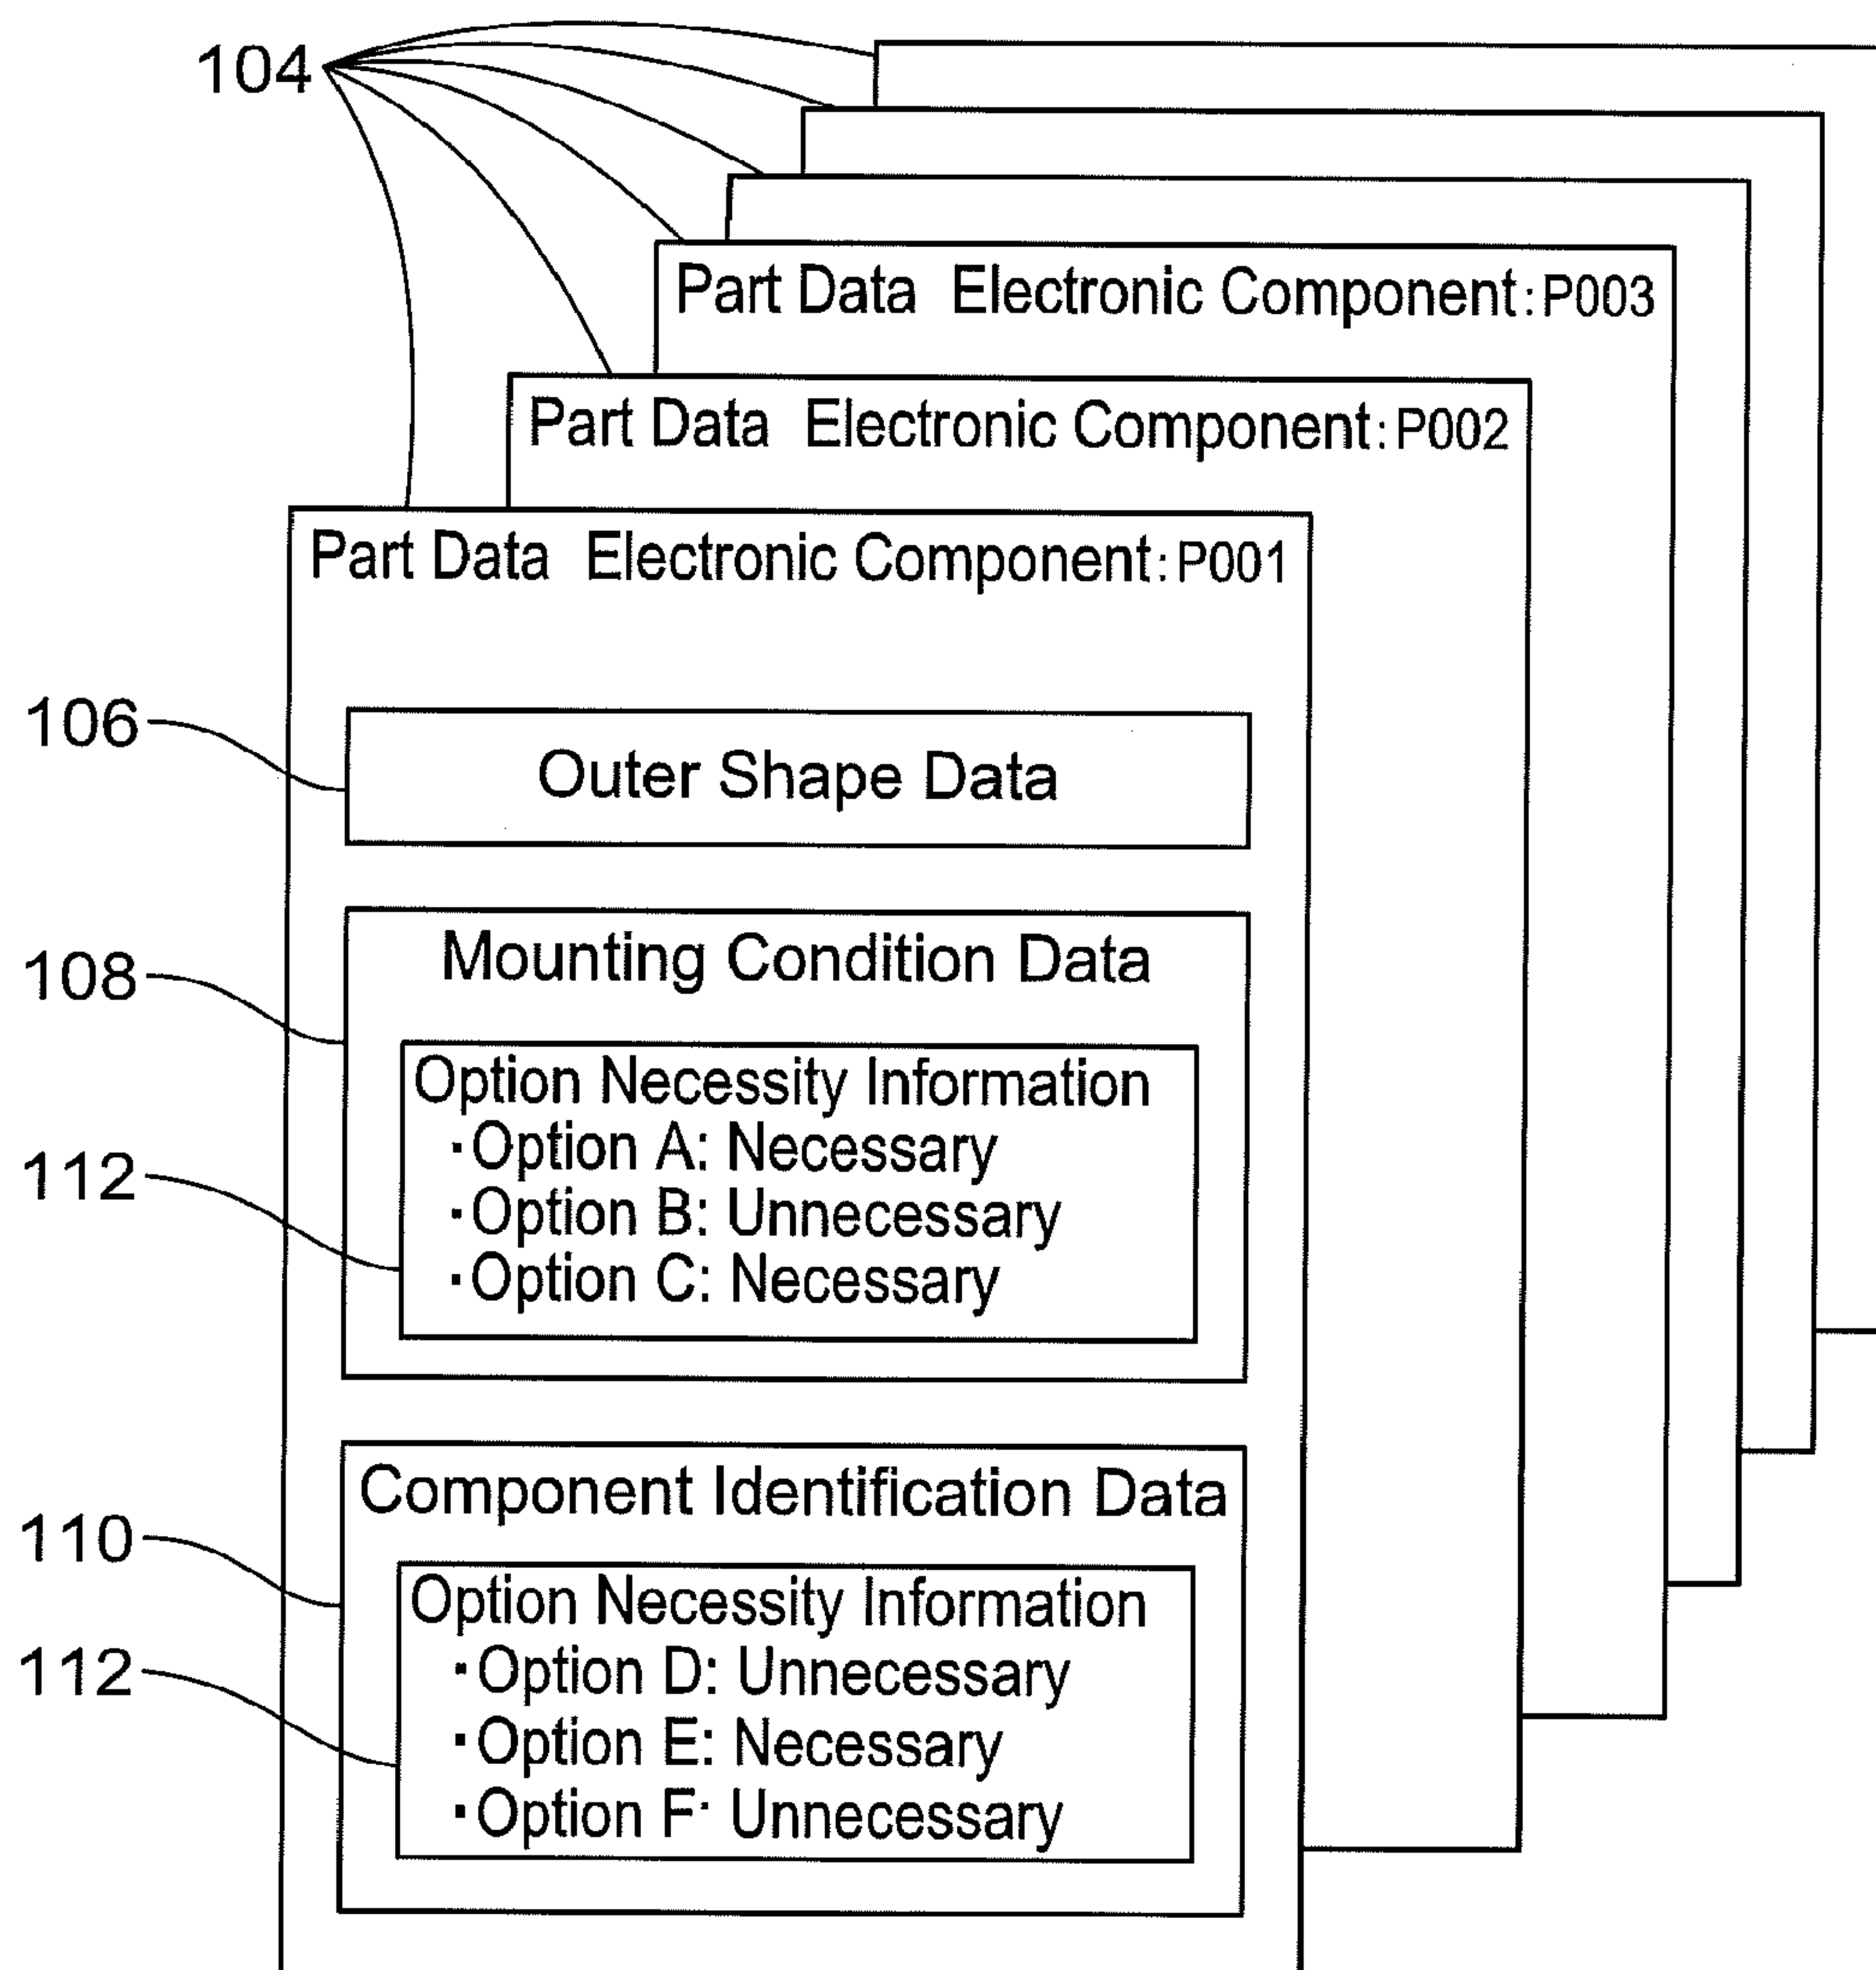 104
Part Data Electronic Component:P003
Part Data Electronic Component:P002
Part Data Electronic Component:P001
106
Outer Shape Data
108
Mounting Condition Data
Option Necessity Information
·Option A: Necessary
112
·Option B: Unnecessary
·Option C: Necessary
Component Identification Data
110
Option Necessity Information
112
·Option D: Unnecessary
·Option E: Necessary
·Option F· Unnecessary